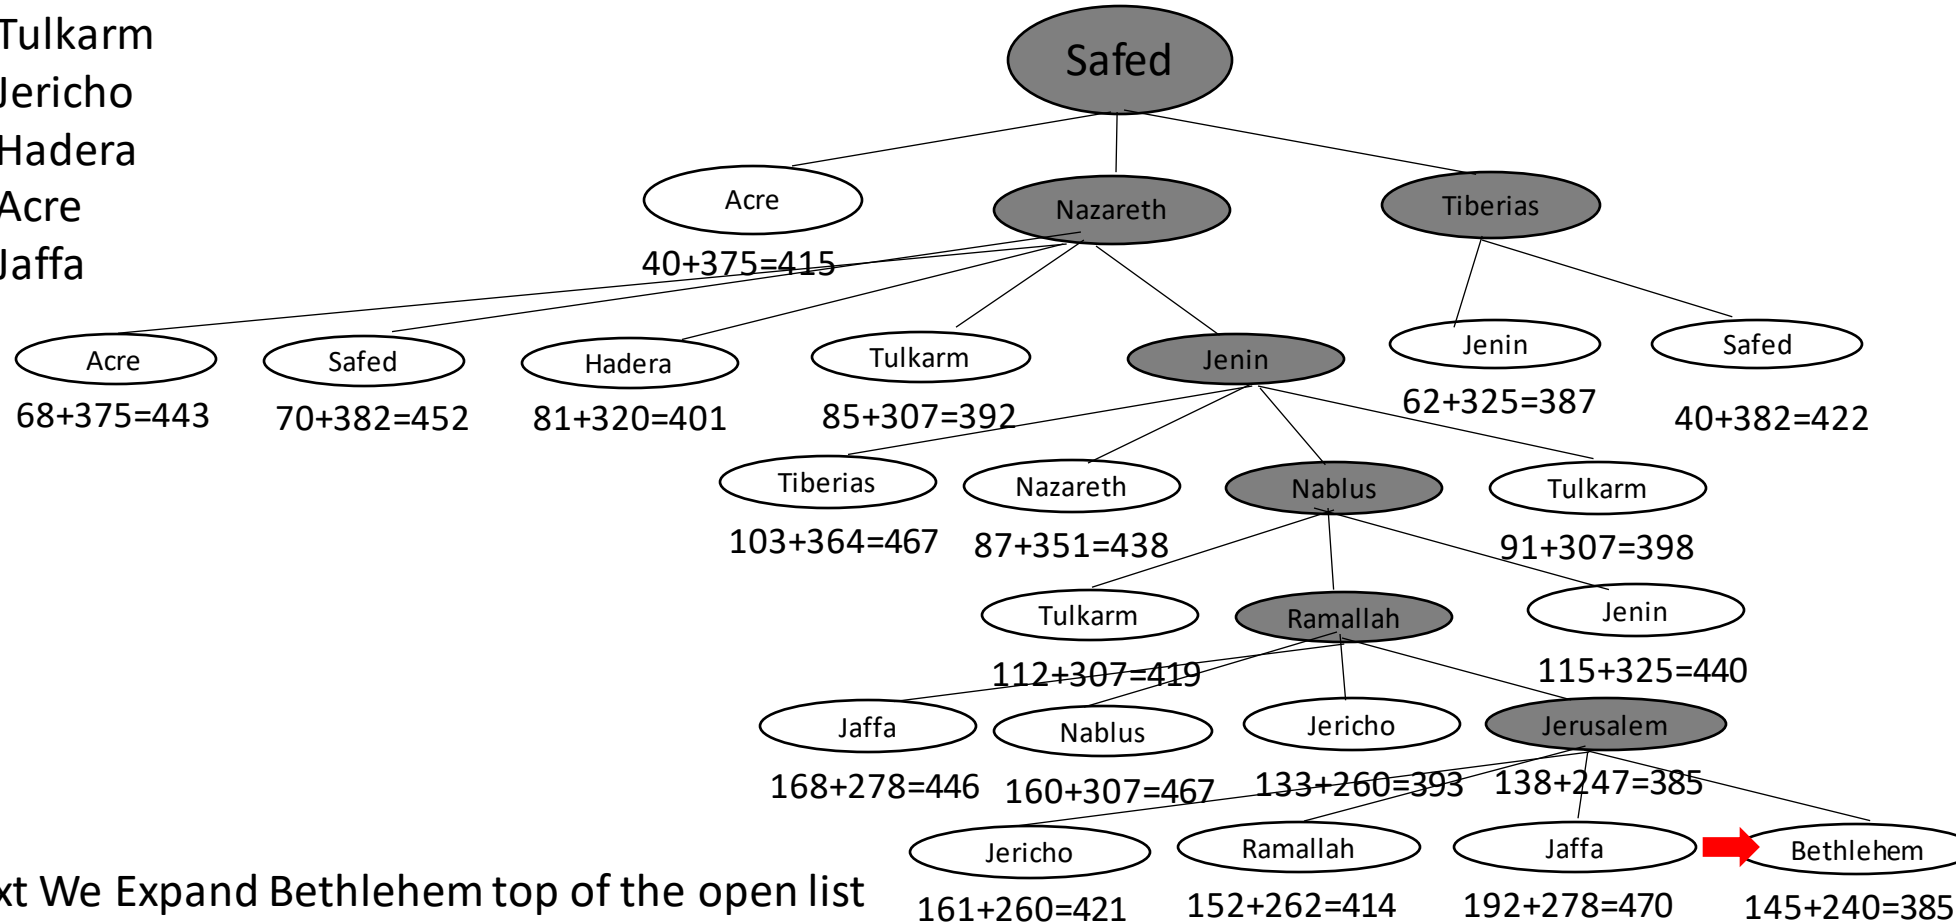 Tulkarm
Jericho
Hadera
Acre
Jaffa
Safed
Acre
Nazareth
Tiberias
40+375=415
Acre
Safed
Hadera
Tulkarm
Jenin
Jenin
Safed
68+375=443
70+382=452
81+320=401
85+307=392
62+325=387
40+382=422
Tiberias
Nazareth
Nablus
Tulkarm
103+364=467
87+351=438
91+307=398
Tulkarm
Ramallah
Jenin
112+307=419
115+325=440
Jaffa
Nablus
Jericho
Jerusalem
168+278=446
160+307=467
133+260=393
138+247=385
Jericho
Ramallah
Jaffa
Bethlehem
xt We Expand Bethlehem top of the open list
161+260=421
152+262=414
192+278=470
145+240=385